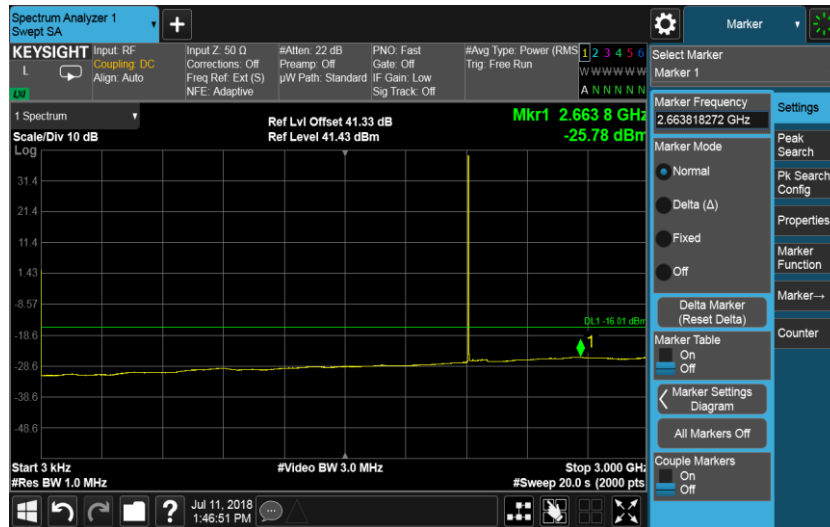 Spectrum Analyzer 1
Swept SA
+
Marker
KEYSIGHT
L
LXI
Input: RF
Coupling: DC
Align: Auto
Input Z: 50 Ω
Corrections: Off
Freq Ref: Ext (S)
NFE: Adaptive
#Atten: 22 dB
Preamp: Off
µW Path: Standard
PNO: Fast
Gate: Off
IF Gain: Low
Sig Track: Off
#Avg Type: Power (RMS
Trig: Free Run
1 2 3 4 5 6
W W W W W W
A N N N N N
Select Marker
Marker 1
1 Spectrum
Scale/Div 10 dB
Log
Ref Lvl Offset 41.33 dB
Ref Level 41.43 dBm
Mkr1 2.663 8 GHz
-25.78 dBm
31.4
21.4
11.4
1.43
-8.57
-18.6
-28.6
-38.6
-48.6
DL1 -16.01 dBm
1
Start 3 kHz
#Res BW 1.0 MHz
#Video BW 3.0 MHz
Stop 3.000 GHz
#Sweep 20.0 s (2000 pts
Marker Frequency
2.663818272 GHz
Marker Mode
Normal
Delta (Δ)
Fixed
Off
Delta Marker
(Reset Delta)
Marker Table
On
Off
Marker Settings
Diagram
All Markers Off
Couple Markers
On
Off
Settings
Peak
Search
Pk Search
Config
Properties
Marker
Function
Marker→
Counter
?
Jul 11, 2018
1:46:51 PM